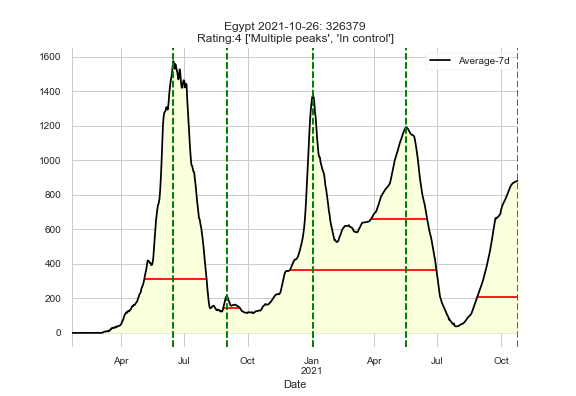 Egypt 2021-10-26: 326379
Rating:4 ['Multiple peaks', 'In control']
Average-7d
1600
1400
1200
1000
800
600
400
200
0
Apr
Jul
Oct
Jan
2021
Apr
Jul
Oct
Date